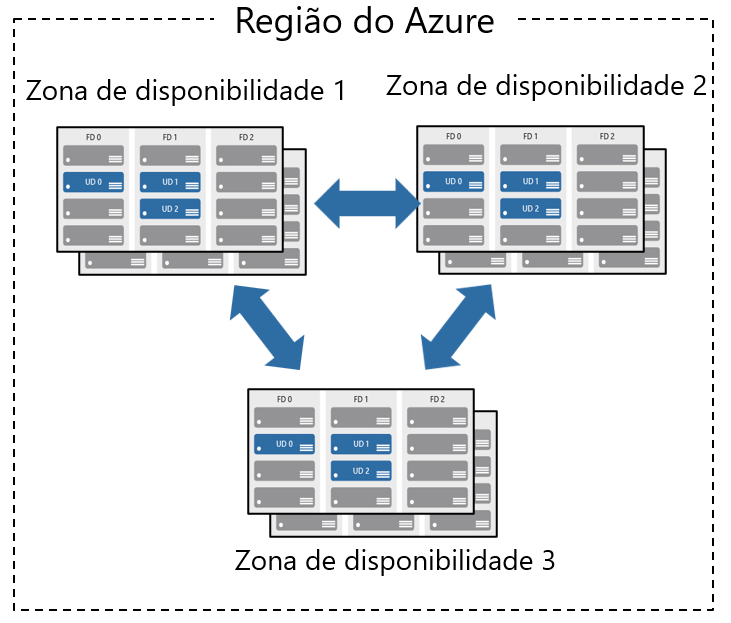 Região do Azure
Zona de disponibilidade 1
Zona de disponibilidade 2
FD 0 FD 1 FD 2
UD 0 UD 1
UD 2
FD 0 FD 1 FD 2
UD 0 UD 1
UD 2
FD 0 FD 1 FD 2
UD 0 UD 1
UD 2
Zona de disponibilidade 3